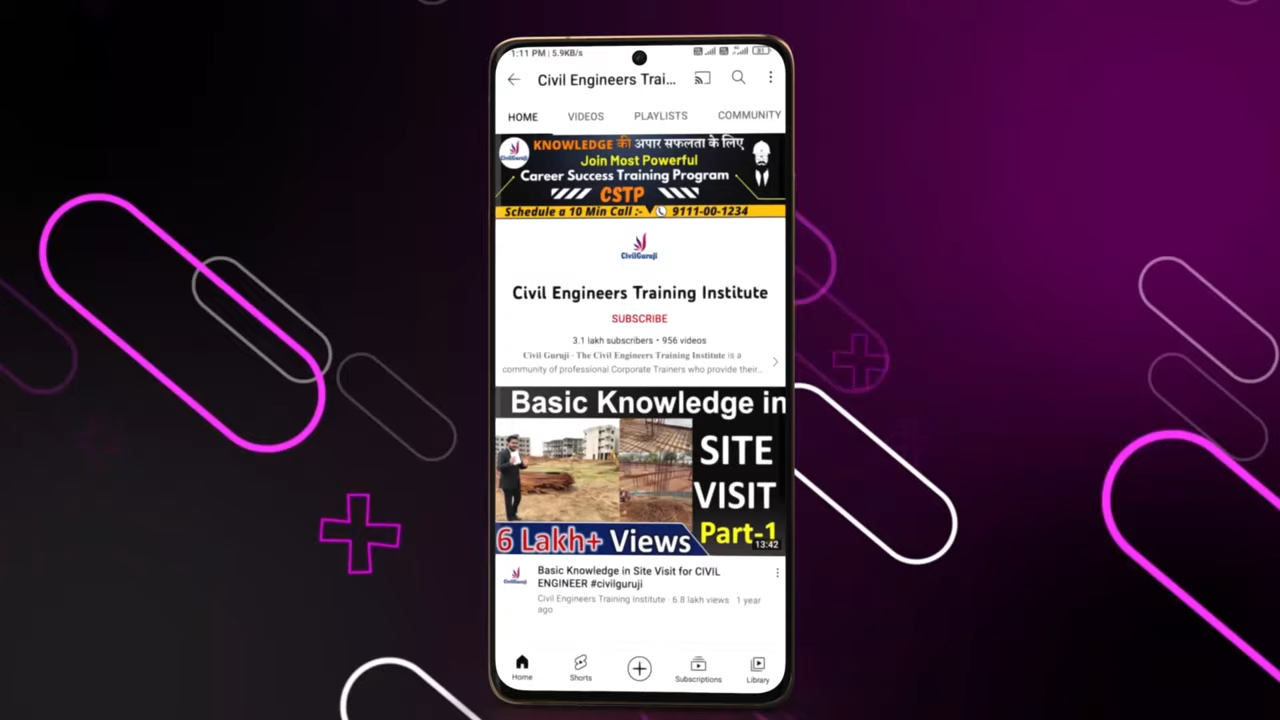 1:11 PM | 5.9KB/s
Civil Engineers Trai...
HOME VIDEOS PLAYLISTS COMMUNITY
CivilGuruji
KNOWLEDGE की अपार सफलता के लिए
Join Most Powerful
Career Success Training Program
CSTP
Schedule a 10 Min Call :- 9111-00-1234
CivilGuruji
Civil Engineers Training Institute
SUBSCRIBE
3.1 lakh subscribers • 956 videos
Civil Guruji - The Civil Engineers Training Institute is a
community of professional Corporate Trainers who provide their...
Basic Knowledge in
SITE
VISIT
Part-1
6 Lakh+ Views
13:42
CivilGuruji
Basic Knowledge in Site Visit for CIVIL
ENGINEER #civilguruji
Civil Engineers Training Institute · 6.8 lakh views · 1 year
ago
Home Shorts Subscriptions Library